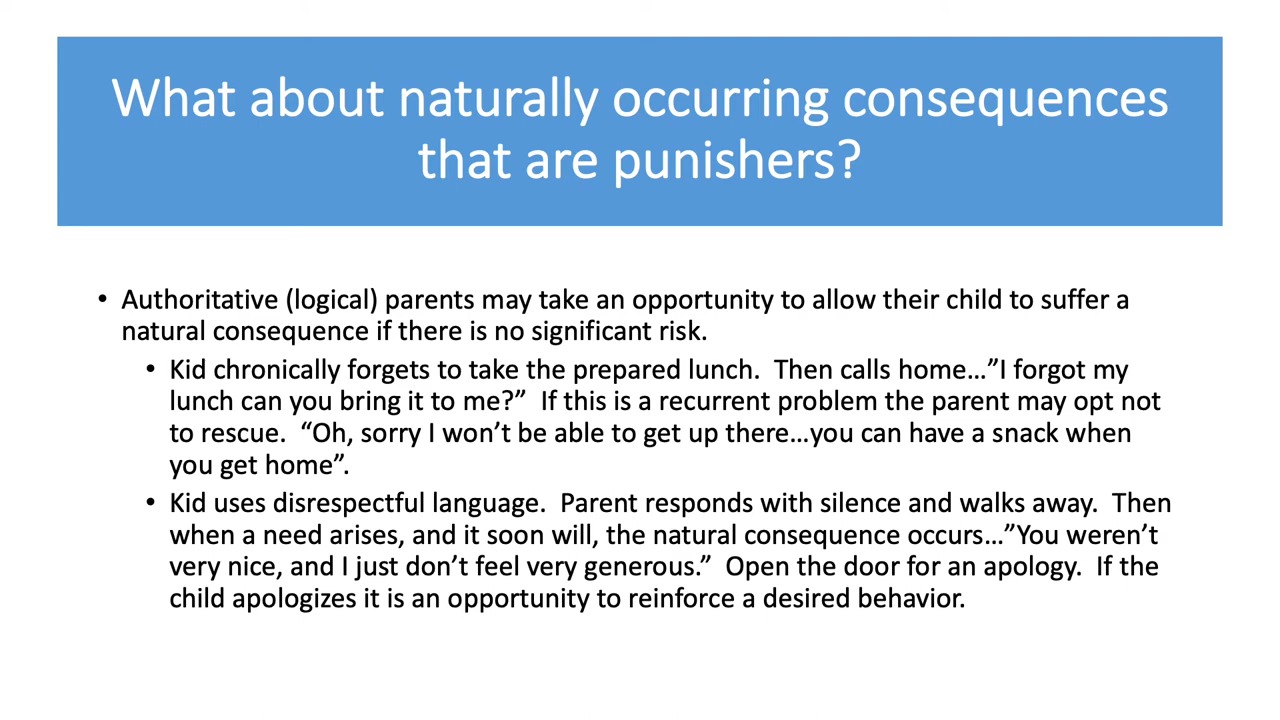 What about naturally occurring consequences
that are punishers?
• Authoritative (logical) parents may take an opportunity to allow their child to suffer a
natural consequence if there is no significant risk.
• Kid chronically forgets to take the prepared lunch.  Then calls home…”I forgot my
lunch can you bring it to me?”  If this is a recurrent problem the parent may opt not
to rescue.  “Oh, sorry I won’t be able to get up there…you can have a snack when
you get home”.
• Kid uses disrespectful language.  Parent responds with silence and walks away.  Then
when a need arises, and it soon will, the natural consequence occurs…”You weren’t
very nice, and I just don’t feel very generous.”  Open the door for an apology.  If the
child apologizes it is an opportunity to reinforce a desired behavior.